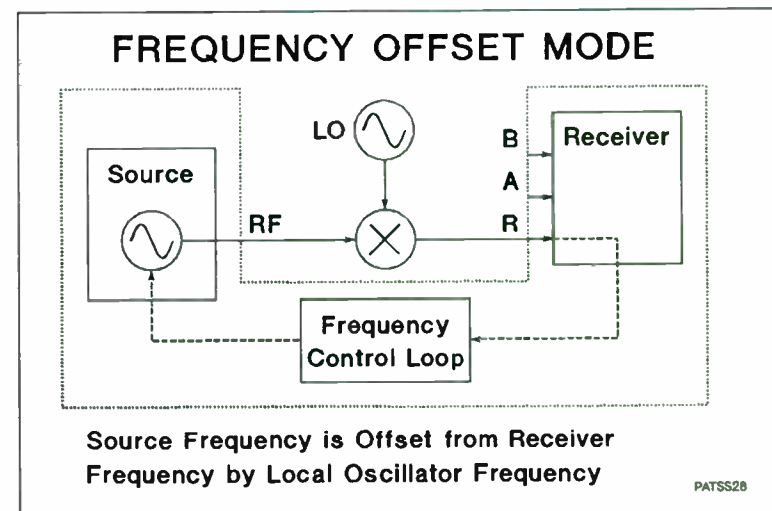 FREQUENCY OFFSET MODE
LO
B
Receiver
Source
A
RF
R
Frequency
Control Loop
Source Frequency is Offset from Receiver
Frequency by Local Oscillator Frequency
PATSS28